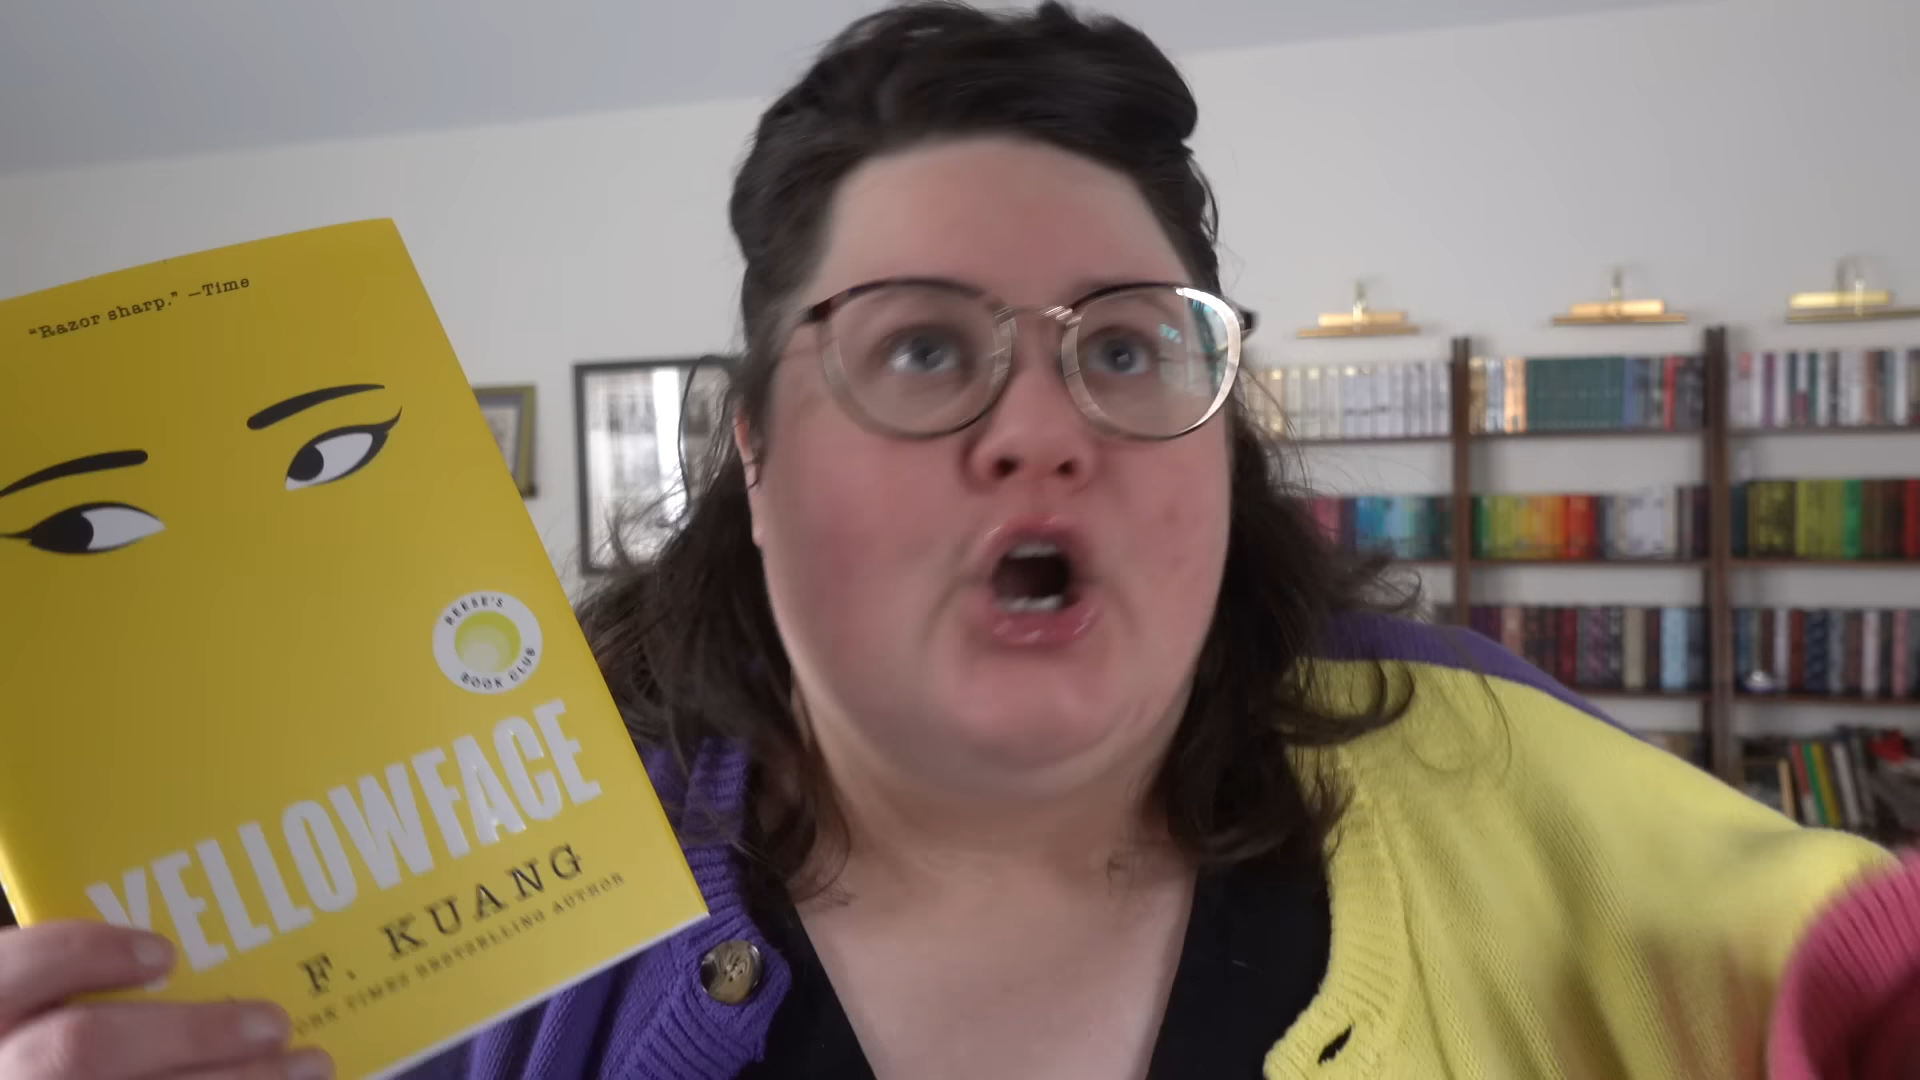 "Razor sharp." —Time
REESE'S
BOOK CLUB
YELLOWFACE
F. KUANG
YORK TIMES BESTSELLING AUTHOR